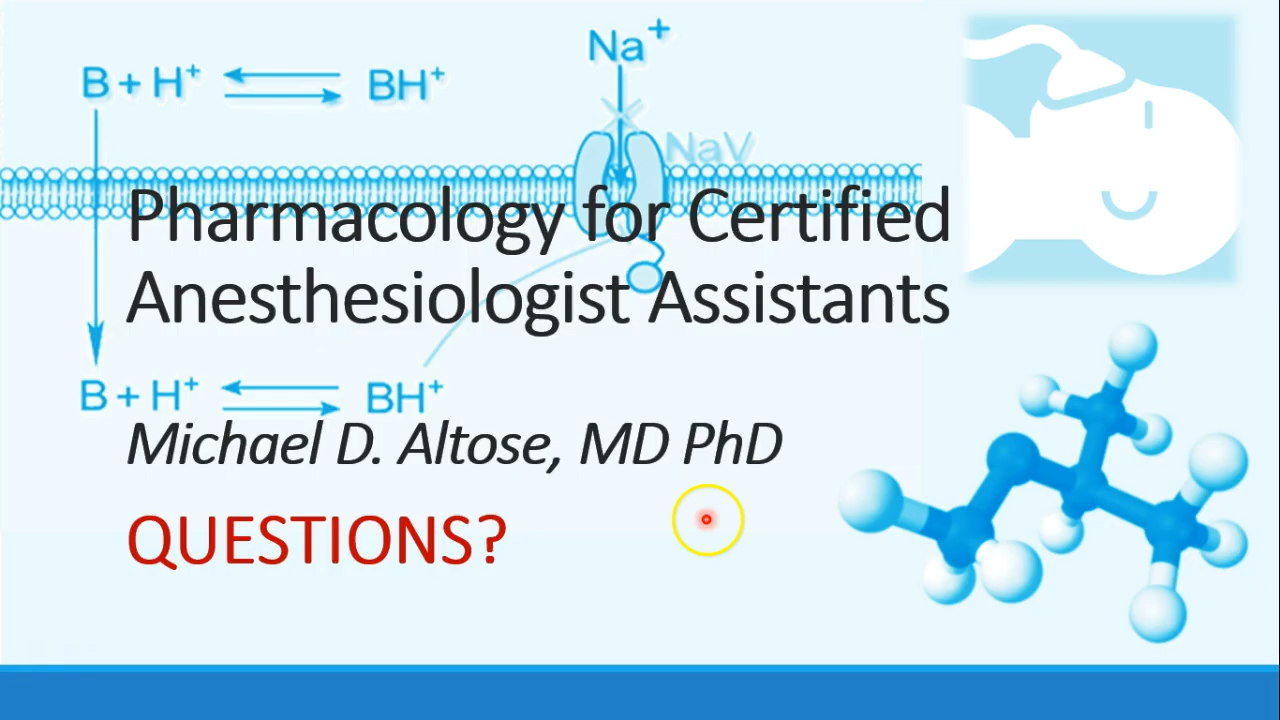 Na⁺
B + H⁺ BH⁺
NaV
Pharmacology for Certified
Anesthesiologist Assistants
B + H⁺ BH⁺
Michael D. Altose, MD PhD
QUESTIONS?